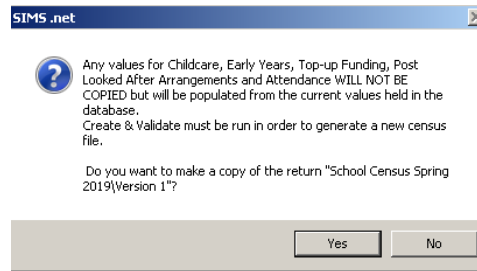 SIMS .net
Any values for Childcare, Early Years, Top-up Funding, Post
Looked After Arrangements and Attendance WILL NOT BE
COPIED but will be populated from the current values held in the
database.
Create & Validate must be run in order to generate a new census
file.
Do you want to make a copy of the return "School Census Spring
2019\Version 1"?
Yes No